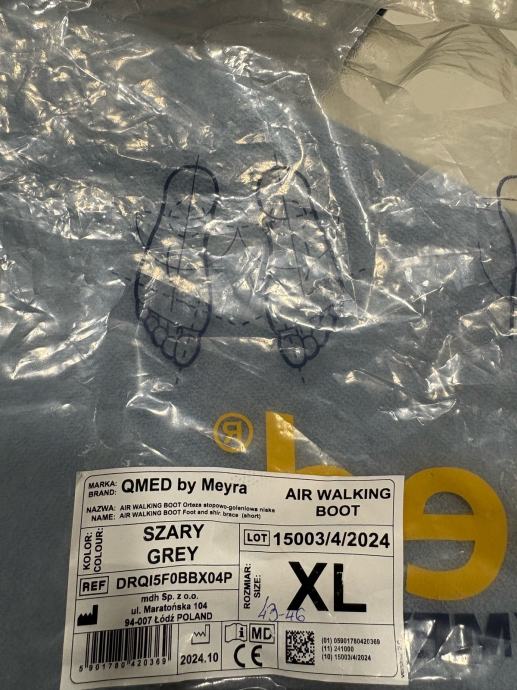 MARKA:
BRAND: QMED by Meyra
AIR WALKING BOOT
NAZWA: AIR WALKING BOOT Orteza stopowo-goleniowa niska
NAME: AIR WALKING BOOT Foot and shin brace (short)
KOLOR:
COLOUR:
SZARY
GREY
LOT 15003/4/2024
REF DRQI5F0BBX04P
ROZMIAR:
SIZE:
XL
43-46
mdh Sp. z o.o.
ul. Maratońska 104
94-007 Łódź POLAND
5 901780 420369
2024.10
MD
CE
(01) 05901780420369
(11) 241000
(10) 15003/4/2024